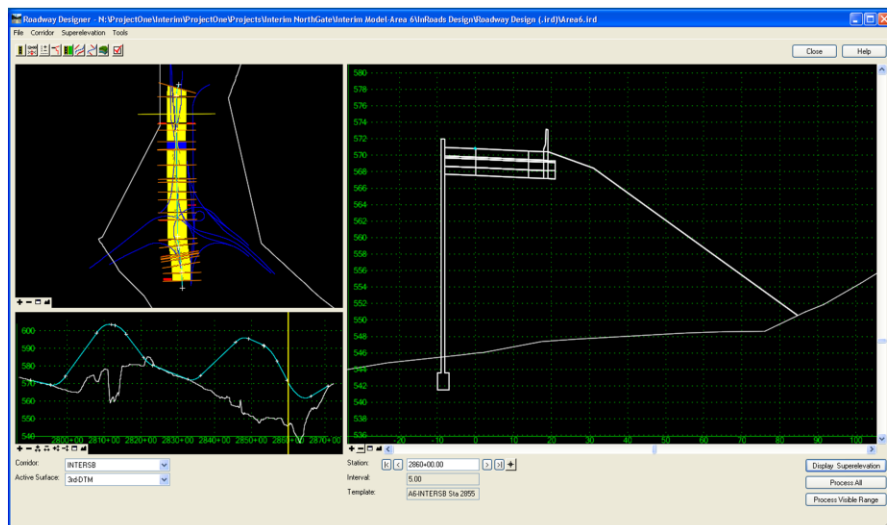 Roadway Designer - N:\ProjectOne\Interim\ProjectOne\Projects\Interim NorthGate\Interim Model-Area 6\InRoads Design\Roadway Design (.ird)\Area6.ird
File Corridor Superelevation Tools
Close Help
580
578
576
574
572
570
568
566
564
562
560
558
556
554
552
550
548
546
544
542
540
538
536
-20 -10 0 10 20 30 40 50 60 70 80 90 100
600
590
580
570
560
550
540
2800+00 2810+00 2820+00 2830+00 2840+00 2850+00 2860+00 2870+00
Corridor: INTERSB
Active Surface: 3rd-DTM
Station: 2860+00.00
Interval: 5.00
Template: A6-INTERSB Sta 2855
Display Superelevation
Process All
Process Visible Range